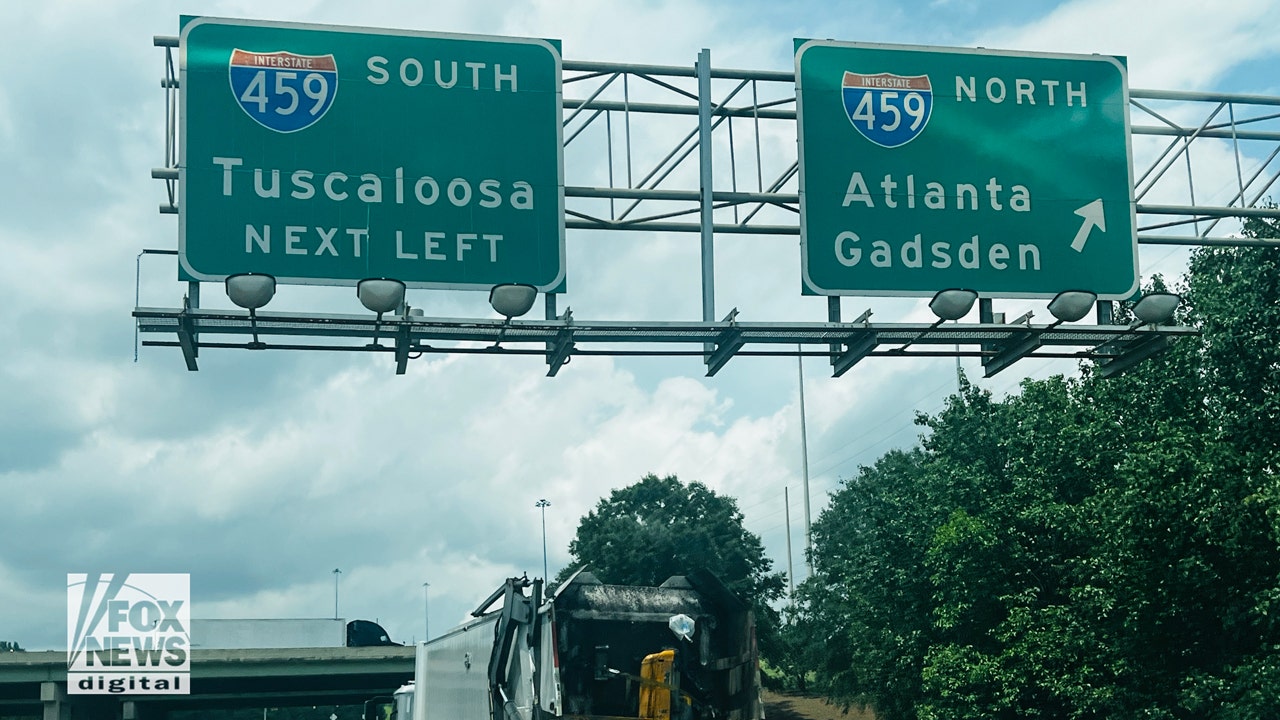 INTERSTATE
459
SOUTH
Tuscaloosa
NEXT LEFT
INTERSTATE
459
NORTH
Atlanta
Gadsden
FOX
NEWS
digital